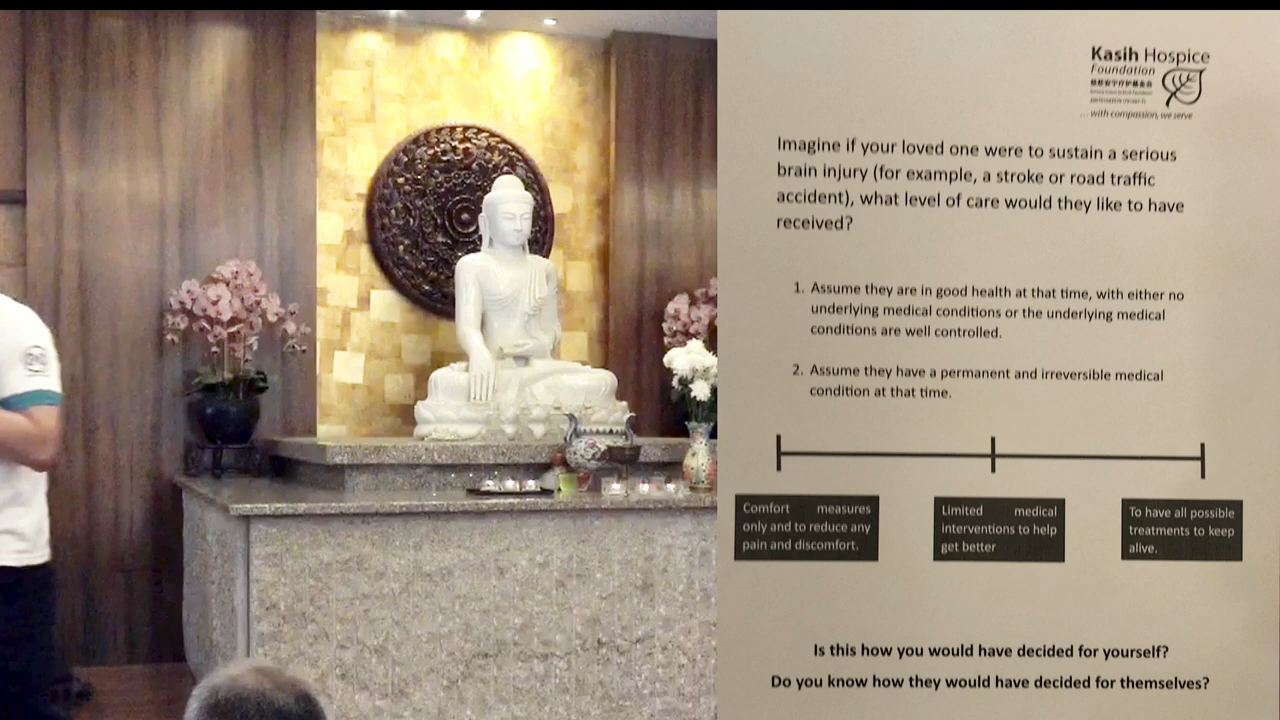 Kasih Hospice
Foundation
... with compassion, we serve
Imagine if your loved one were to sustain a serious
brain injury (for example, a stroke or road traffic
accident), what level of care would they like to have
received?
1. Assume they are in good health at that time, with either no
underlying medical conditions or the underlying medical
conditions are well controlled.
2. Assume they have a permanent and irreversible medical
condition at that time.
Comfort measures
only and to reduce any
pain and discomfort.
Limited medical
interventions to help
get better
To have all possible
treatments to keep
alive.
Is this how you would have decided for yourself?
Do you know how they would have decided for themselves?